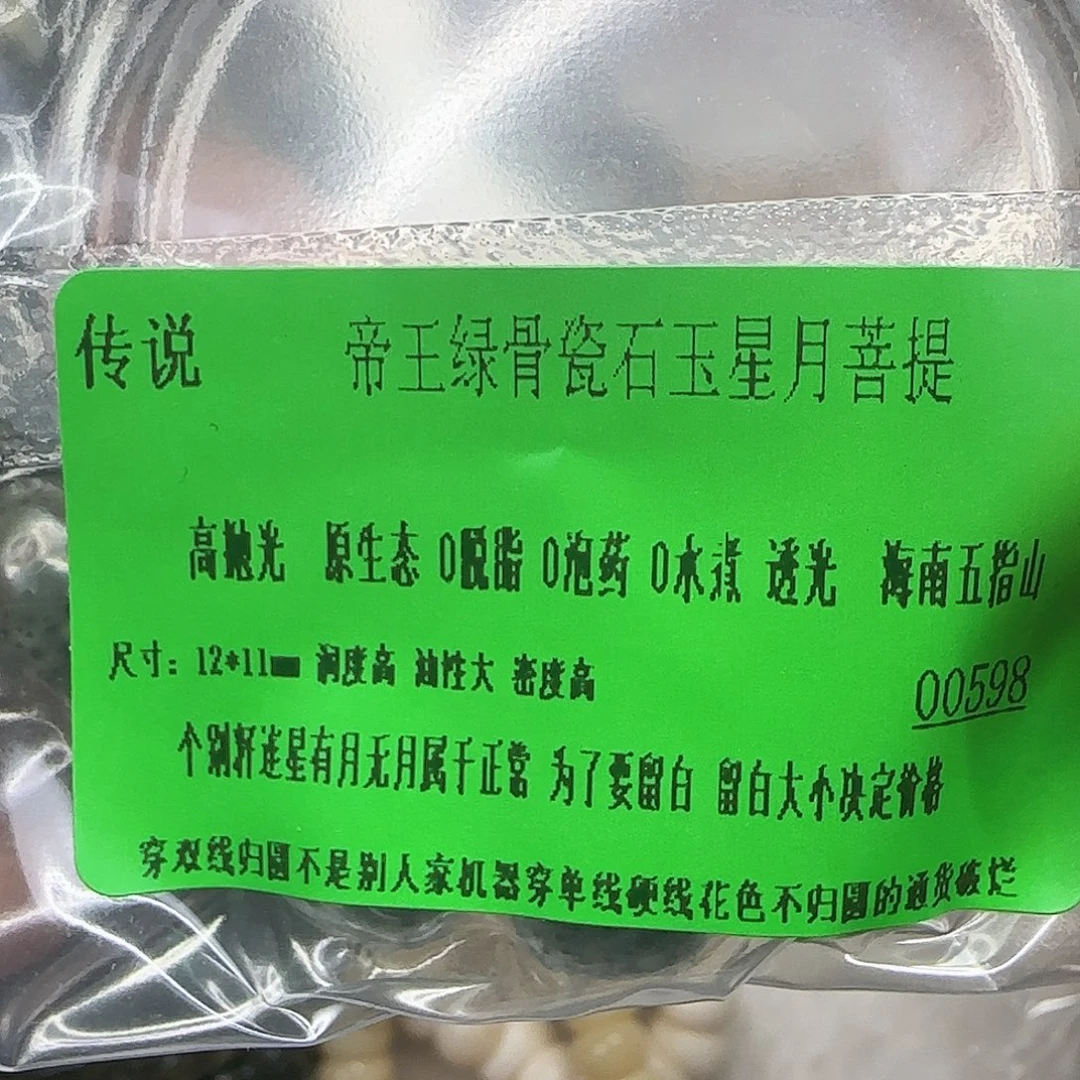 传说 帝王绿骨瓷石玉星月菩提
高抛光 原生态 0脱脂 0泡药 0水煮 透光 海南五指山
尺寸：12*11mm 润度高 油性大 密度高
00598
个别轩连星有月无月属于正常 为了要留白 留白大小决定价格
穿双线归圆不是别人家机器穿单线硬线花色不归圆的通货破烂